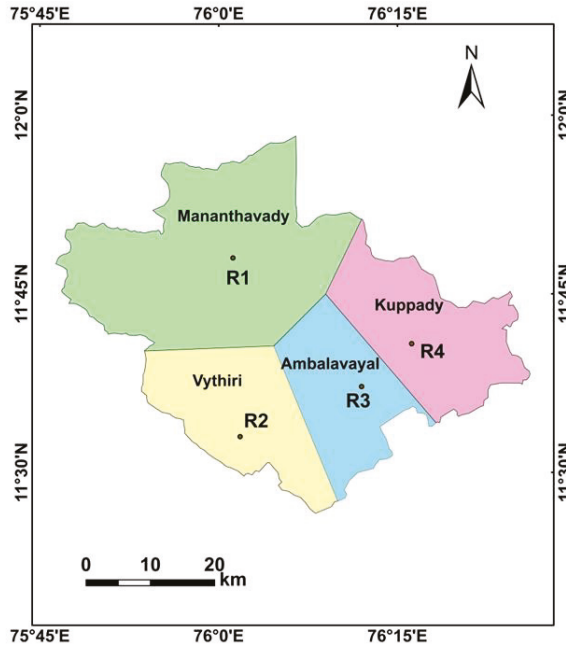 75°45'E 76°0'E 76°15'E
N
12°0'N 12°0'N
Mananthavady
R1
11°45'N 11°45'N
Kuppady
R4
Ambalavayal
R3
Vythiri
R2
11°30'N 11°30'N
0 10 20
km
75°45'E 76°0'E 76°15'E